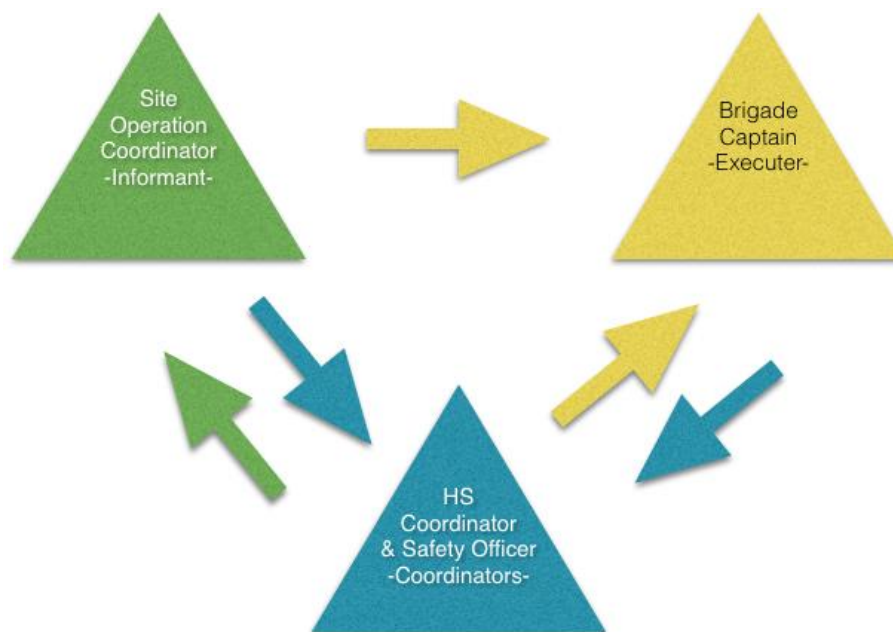 Site
Operation
Coordinator
-Informant-
Brigade
Captain
-Executer-
HS
Coordinator
& Safety Officer
-Coordinators-